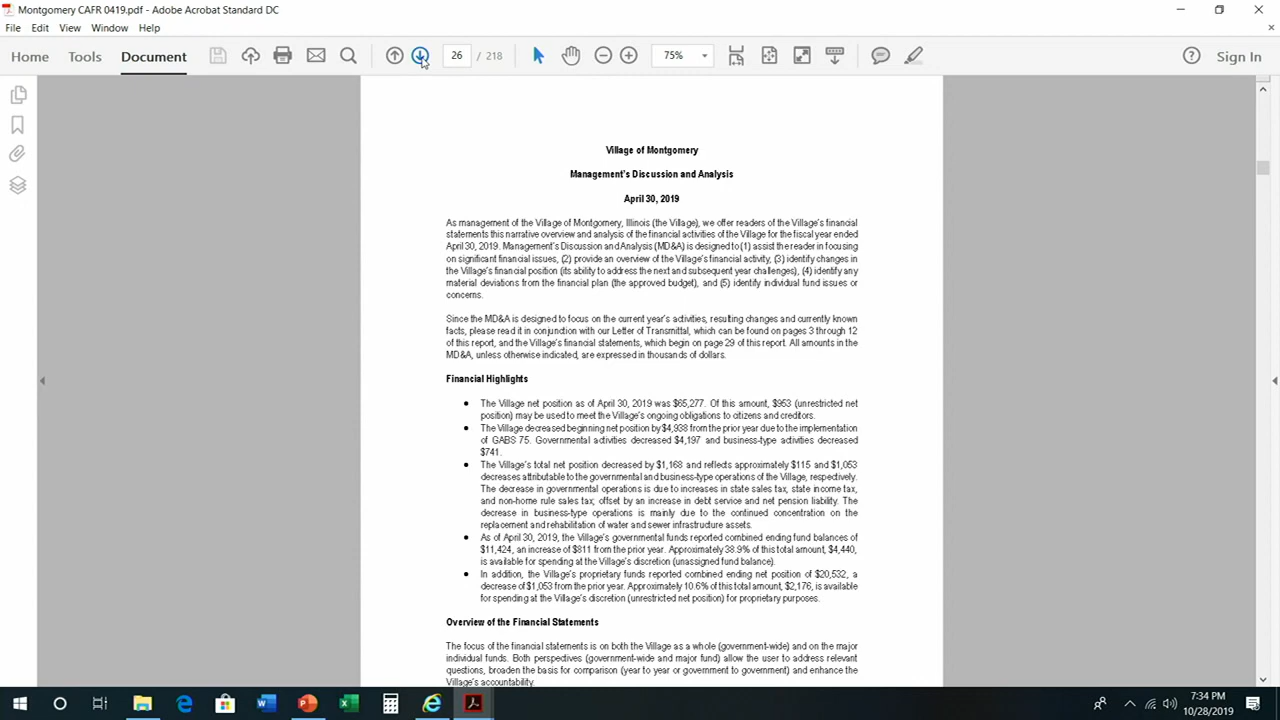 Montgomery CAFR 0419.pdf - Adobe Acrobat Standard DC
File Edit View Window Help
Home Tools Document 26 / 218 75% Sign In
Village of Montgomery
Management's Discussion and Analysis
April 30, 2019
As management of the Village of Montgomery, Illinois (the Village), we offer readers of the Village's financial
statements this narrative overview and analysis of the financial activities of the Village for the fiscal year ended
April 30, 2019. Management's Discussion and Analysis (MD&A) is designed to (1) assist the reader in focusing
on significant financial issues, (2) provide an overview of the Village's financial activity, (3) identify changes in
the Village's financial position (its ability to address the next and subsequent year challenges), (4) identify any
material deviations from the financial plan (the approved budget), and (5) identify individual fund issues or
concerns.
Since the MD&A is designed to focus on the current year's activities, resulting changes and currently known
facts, please read it in conjunction with our Letter of Transmittal, which can be found on pages 3 through 12
of this report, and the Village's financial statements, which begin on page 29 of this report. All amounts in the
MD&A, unless otherwise indicated, are expressed in thousands of dollars.
Financial Highlights
• The Village net position as of April 30, 2019 was $65,277. Of this amount, $953 (unrestricted net
position) may be used to meet the Village's ongoing obligations to citizens and creditors.
• The Village decreased beginning net position by $4,938 from the prior year due to the implementation
of GABS 75. Governmental activities decreased $4,197 and business-type activities decreased
$741.
• The Village's total net position decreased by $1,168 and reflects approximately $115 and $1,053
decreases attributable to the governmental and business-type operations of the Village, respectively.
The decrease in governmental operations is due to increases in state sales tax, state income tax,
and non-home rule sales tax, offset by an increase in debt service and net pension liability. The
decrease in business-type operations is mainly due to the continued concentration on the
replacement and rehabilitation of water and sewer infrastructure assets.
• As of April 30, 2019, the Village's governmental funds reported combined ending fund balances of
$11,424, an increase of $811 from the prior year. Approximately 38.9% of this total amount, $4,440,
is available for spending at the Village's discretion (unassigned fund balance).
• In addition, the Village's proprietary funds reported combined ending net position of $20,532, a
decrease of $1,053 from the prior year. Approximately 10.6% of this total amount, $2,176, is available
for spending at the Village's discretion (unrestricted net position) for proprietary purposes.
Overview of the Financial Statements
The focus of the financial statements is on both the Village as a whole (government-wide) and on the major
individual funds. Both perspectives (government-wide and major fund) allow the user to address relevant
questions, broaden the basis for comparison (year to year or government to government) and enhance the
Village's accountability.
7:34 PM
10/28/2019